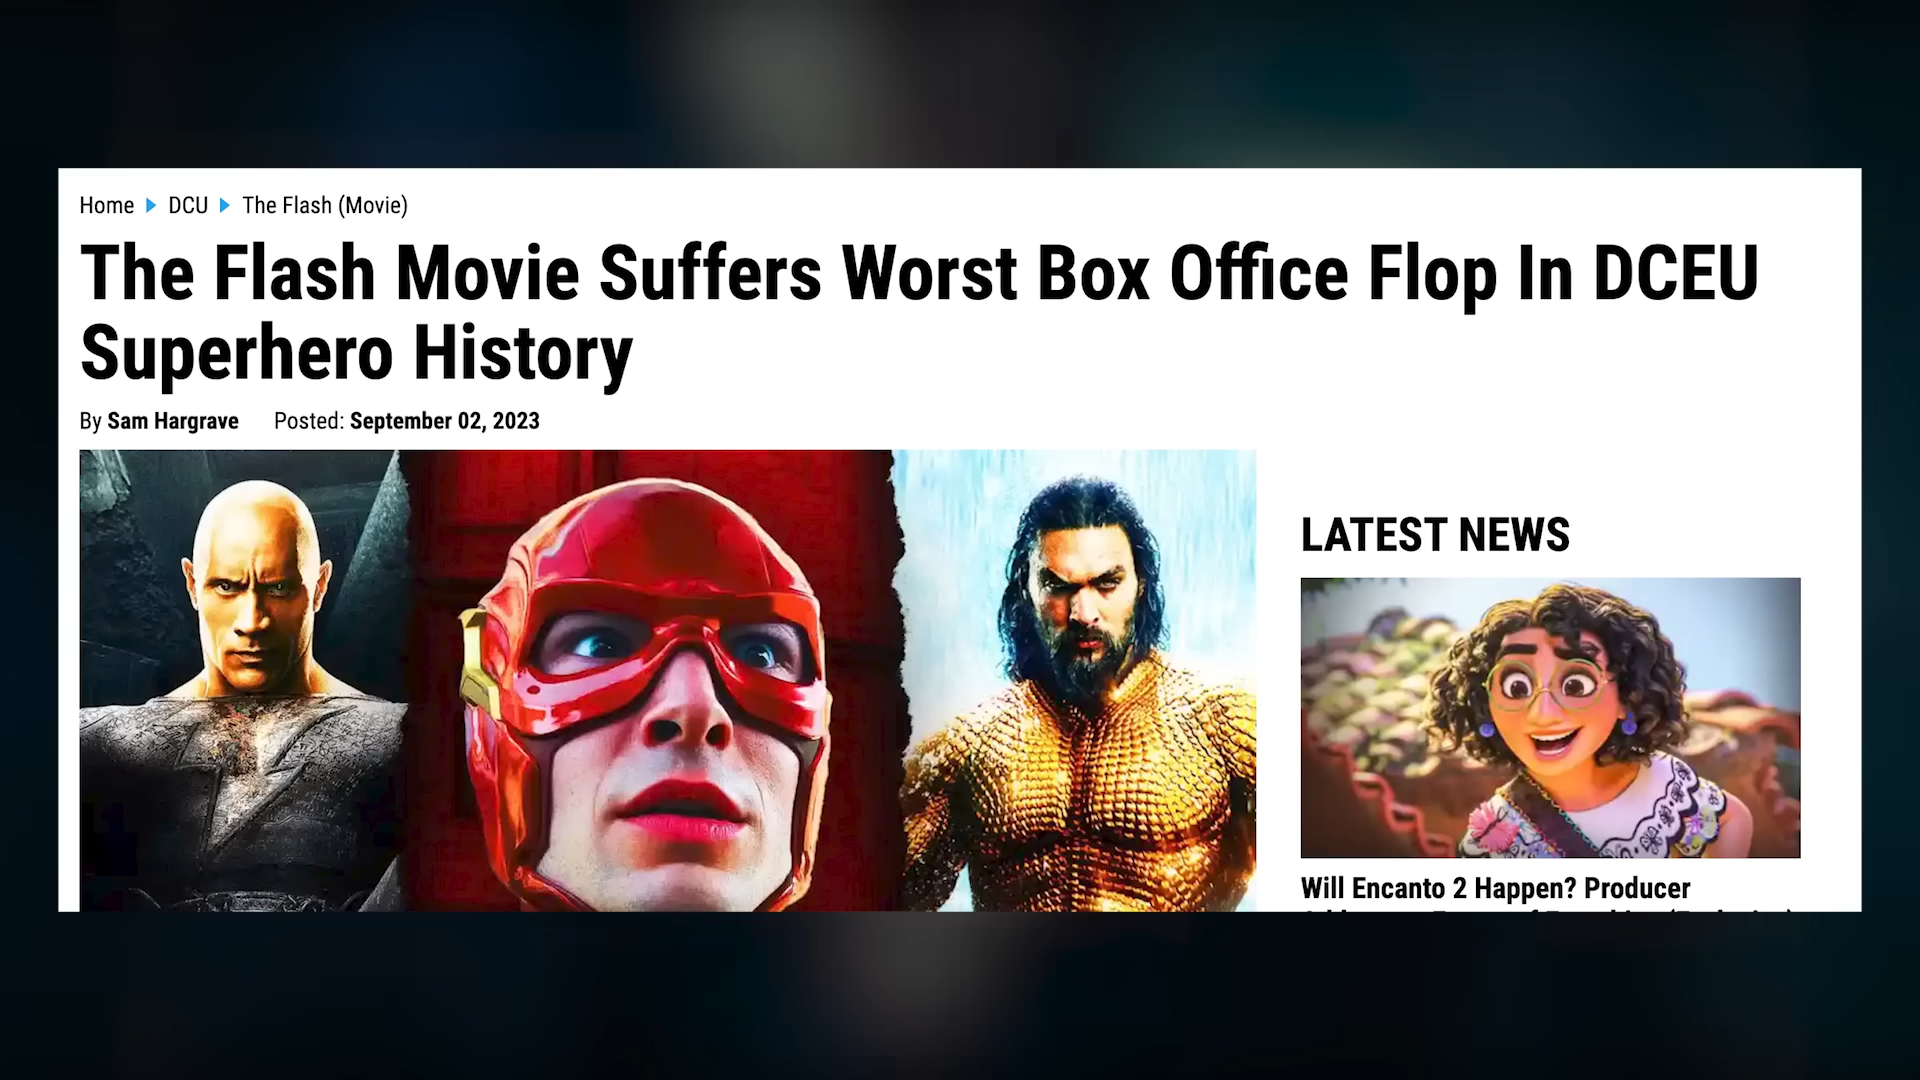 Home DCU The Flash (Movie)
The Flash Movie Suffers Worst Box Office Flop In DCEU
Superhero History
By Sam Hargrave Posted: September 02, 2023
LATEST NEWS
Will Encanto 2 Happen? Producer